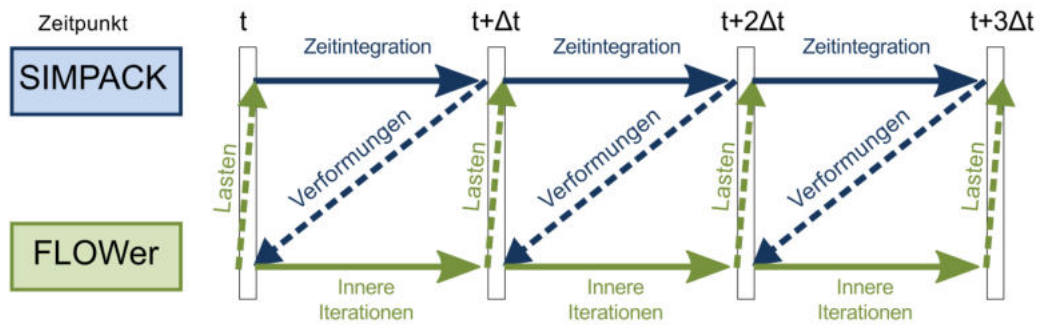 Zeitpunkt t t+Δt t+2Δt t+3Δt
Zeitintegration Zeitintegration Zeitintegration
SIMPACK
Lasten Verformungen Lasten Verformungen Lasten Verformungen Lasten
FLOWer
Innere Innere Innere
Iterationen Iterationen Iterationen